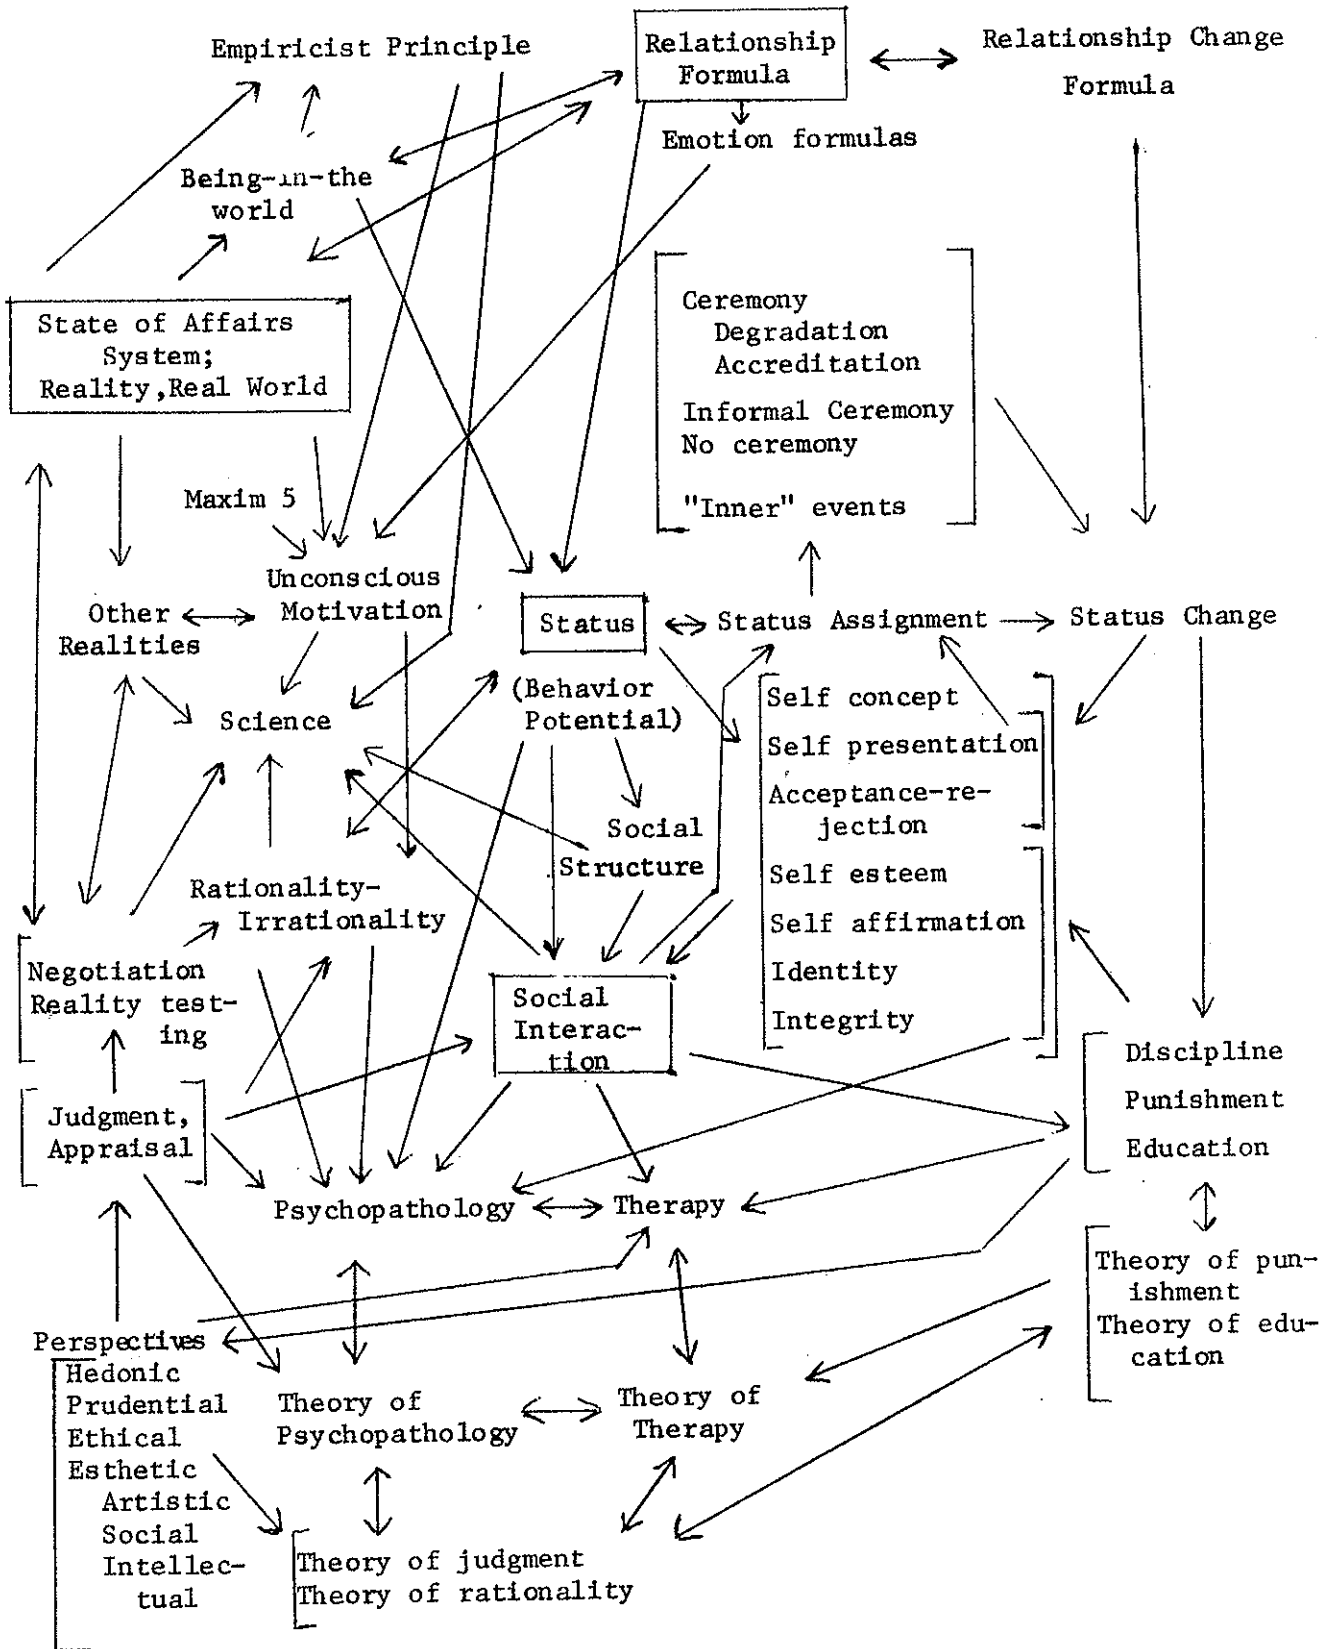 Empiricist Principle
Relationship
Formula
Relationship Change
Formula
Emotion formulas
Being-in-the
world
State of Affairs
System;
Reality,Real World
Ceremony
Degradation
Accreditation
Informal Ceremony
No ceremony
"Inner" events
Maxim 5
Unconscious
Motivation
Other
Realities
Status
Status Assignment
Status Change
(Behavior
Potential)
Science
Self concept
Self presentation
Acceptance-re-
jection
Self esteem
Self affirmation
Identity
Integrity
Social
Structure
Rationality-
Irrationality
Negotiation
Reality test-
ing
Social
Interac-
tion
Discipline
Punishment
Education
Judgment,
Appraisal
Psychopathology
Therapy
Theory of pun-
ishment
Theory of edu-
cation
Perspectives
Hedonic
Prudential
Ethical
Esthetic
Artistic
Social
Intellec-
tual
Theory of
Psychopathology
Theory of
Therapy
Theory of judgment
Theory of rationality